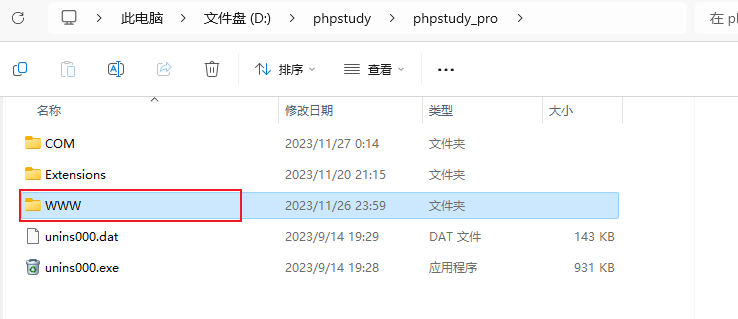 此电脑 > 文件盘 (D:) > phpstudy > phpstudy_pro > 在 p
排序 查看 ...
名称 修改日期 类型 大小
COM 2023/11/27 0:14 文件夹
Extensions 2023/11/20 21:15 文件夹
WWW 2023/11/26 23:59 文件夹
unins000.dat 2023/9/14 19:29 DAT 文件 143 KB
unins000.exe 2023/9/14 19:28 应用程序 931 KB